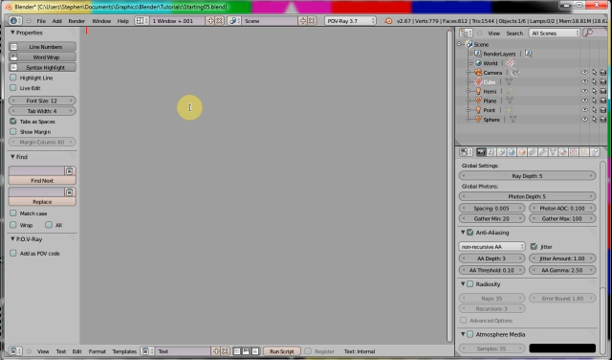 Blender* [C:\Users\Stephen\Documents\Graphics\Blender\Tutorials\Starting05.blend]
File Add Render Window Help 1 Window +.001 Scene POV-Ray 3.7 v2.67 | Verts:779 | Faces:812 | Tris:1544 | Objects:1/6 | Lamps:0/2 | Mem:18.81M
Properties
Line Numbers
Word Wrap
Syntax Highlight
Highlight Line
Live Edit
Font Size: 12
Tab Width: 4
Tabs as Spaces
Show Margin
Margin Column: 80
Find
Find Next
Replace
Match case
Wrap All
P.O.V-Ray
Add as POV code
View Text Edit Format Templates Text Run Script Register Text: Internal
View Search All Scenes
Scene
RenderLayers
World
Camera
Cube
Hemi
Plane
Point
Sphere
Global Settings:
Ray Depth: 5
Global Photons:
Photon Depth: 5
Spacing: 0.005 Photon ADC: 0.100
Gather Min: 20 Gather Max: 100
Anti-Aliasing
non-recursive AA Jitter
AA Depth: 3 Jitter Amount: 1.00
AA Threshold: 0.10 AA Gamma: 2.50
Radiosity
Rays: 35 Error Bound: 1.80
Recursions: 3
Advanced Options
Atmosphere Media
Samples: 35